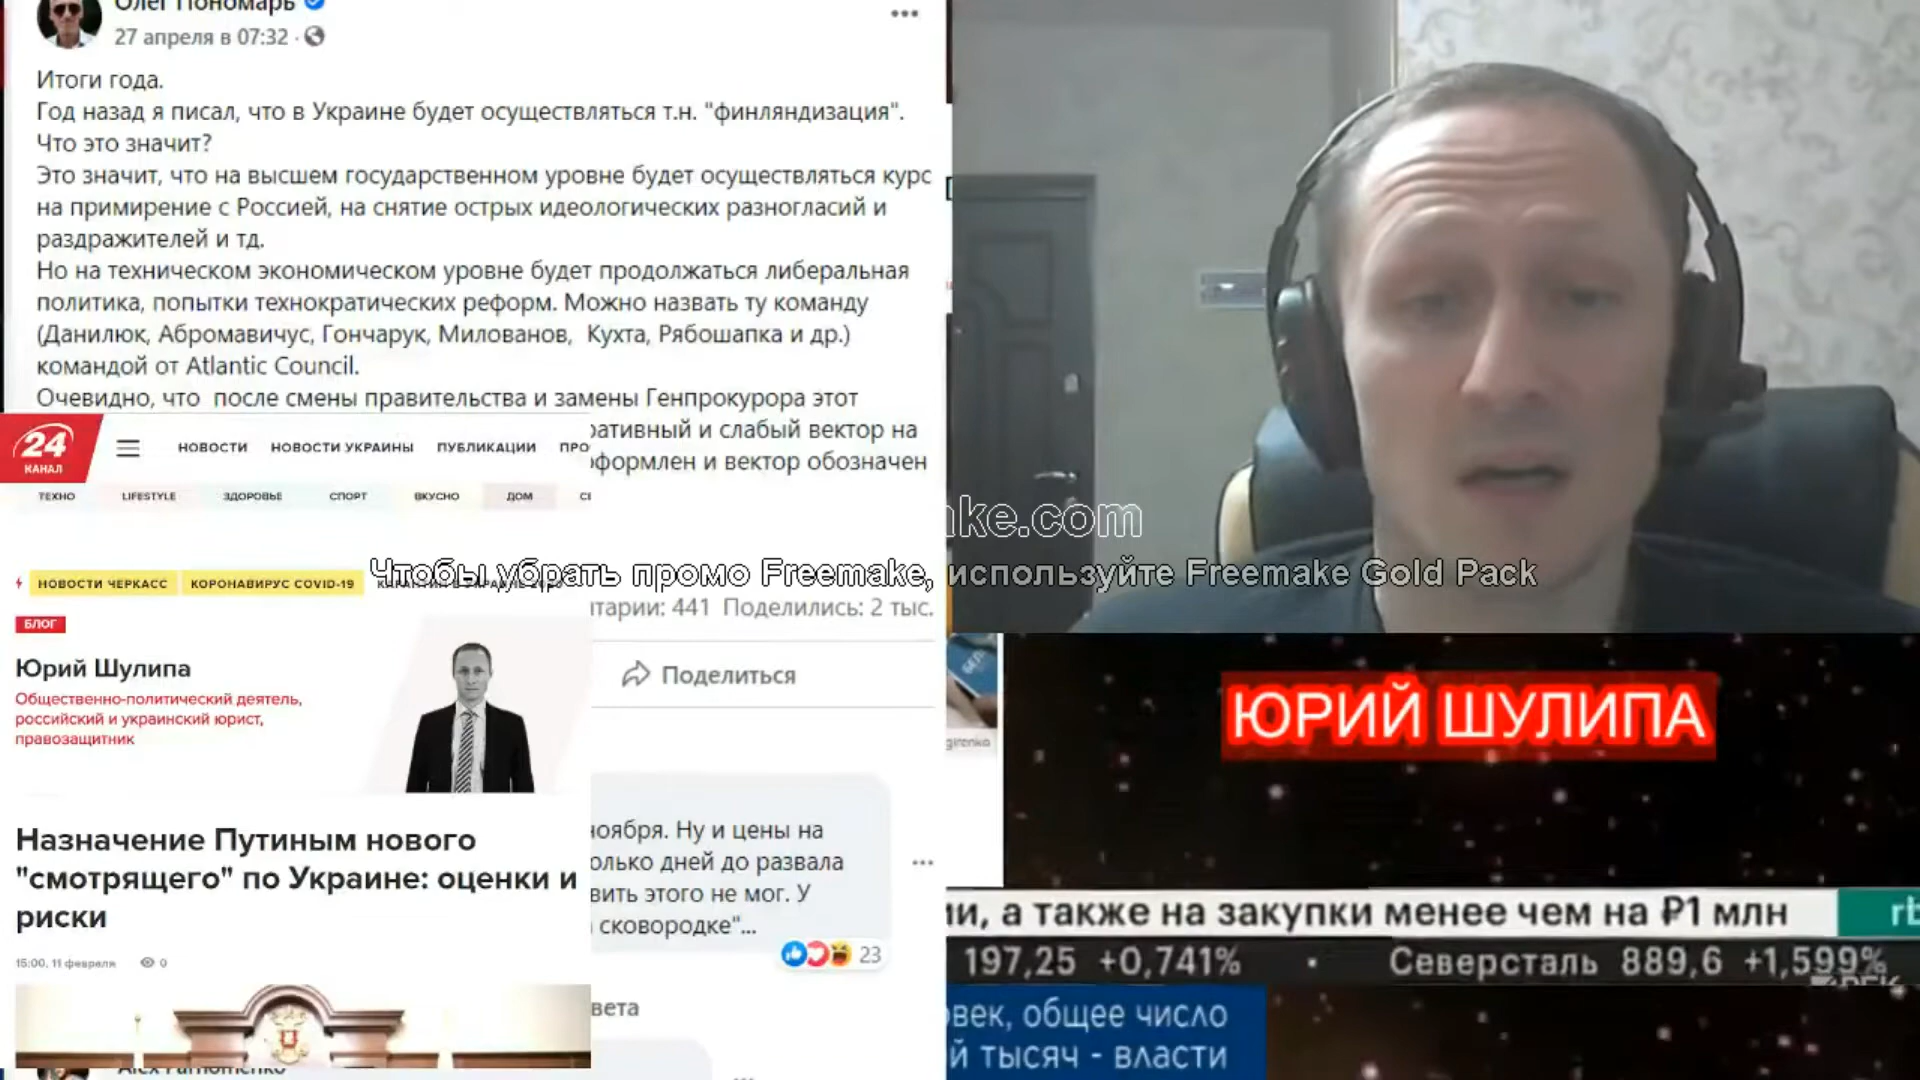 Олег Пономарь
27 апреля в 07:32 ·
Итоги года.
Год назад я писал, что в Украине будет осуществляться т.н. "финляндизация".
Что это значит?
Это значит, что на высшем государственном уровне будет осуществляться курс
на примирение с Россией, на снятие острых идеологических разногласий и
раздражителей и тд.
Но на техническом экономическом уровне будет продолжаться либеральная
политика, попытки технократических реформ. Можно назвать ту команду
(Данилюк, Абромавичус, Гончарук, Милованов, Кухта, Рябошапка и др.)
командой от Atlantic Council.
Очевидно, что после смены правительства и замены Генпрокурора этот
ративный и слабый вектор на
оформлен и вектор обозначен
24
КАНАЛ
НОВОСТИ НОВОСТИ УКРАИНЫ ПУБЛИКАЦИИ ПРО
ТЕХНО LIFESTYLE ЗДОРОВЬЕ СПОРТ ВКУСНО ДОМ
НОВОСТИ ЧЕРКАСС КОРОНАВИРУС COVID-19
ke.com
Чтобы убрать промо Freemake, используйте Freemake Gold Pack
нтарии: 441 Поделились: 2 тыс.
Поделиться
БЛОГ
Юрий Шулипа
Общественно-политический деятель,
российский и украинский юрист,
правозащитник
Назначение Путиным нового
"смотрящего" по Украине: оценки и
риски
15:00, 11 февраля 0
ноября. Ну и цены на
олько дней до развала
вить этого не мог. У
сковородке"...
23
вета
Alex Parhomenko
girenko
ЮРИЙ ШУЛИПА
ии, а также на закупки менее чем на ₽1 млн
197,25 +0,741% · Северсталь 889,6 +1,599%
овек, общее число
й тысяч - власти